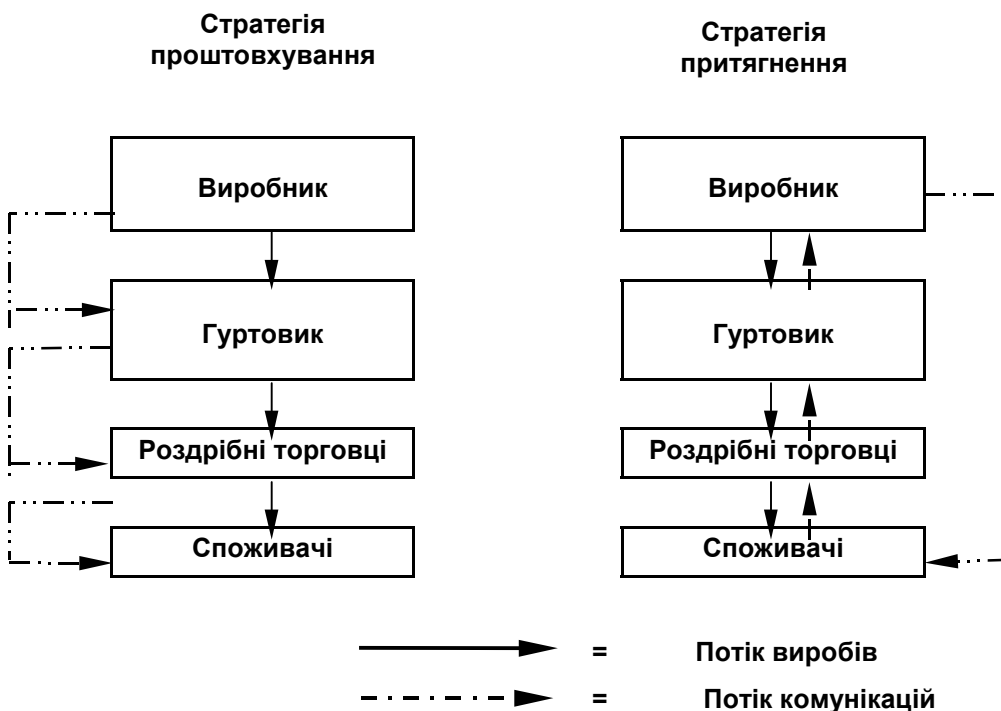 Стратегія
проштовхування
Стратегія
притягнення
Виробник
Виробник
Гуртовик
Гуртовик
Роздрібні торговці
Роздрібні торговці
Споживачі
Споживачі
= Потік виробів
= Потік комунікацій